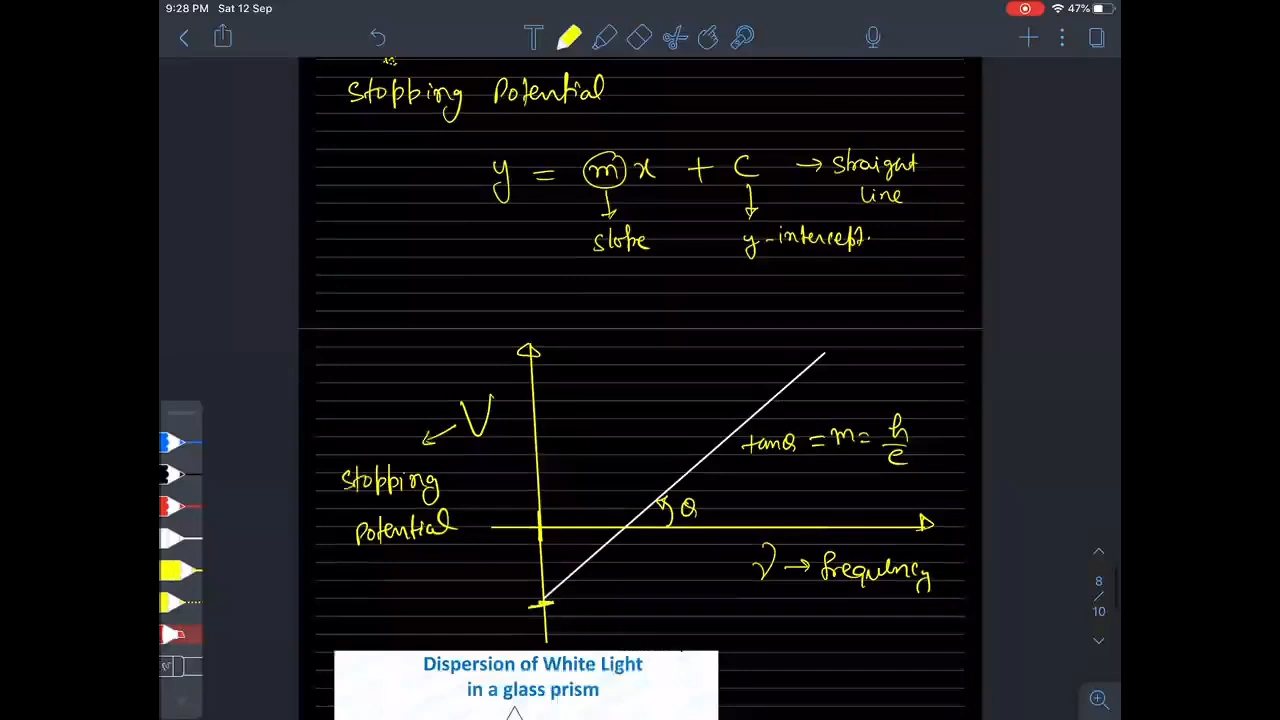 9:28 PM Sat 12 Sep
47%
Stopping Potential
y = m x + C → straight line
slope
y-intercept.
V
stopping
potential
tanθ = m = h/e
θ
ν → frequency
8
/
10
Dispersion of White Light
in a glass prism